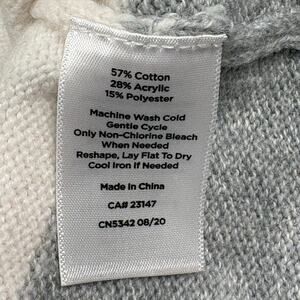 57% Cotton
28% Acrylic
15% Polyester
Machine Wash Cold
Gentle Cycle
Only Non-Chlorine Bleach
When Needed
Reshape, Lay Flat To Dry
Cool Iron if Needed
Made in China
CA# 23147
CN5342 08/20